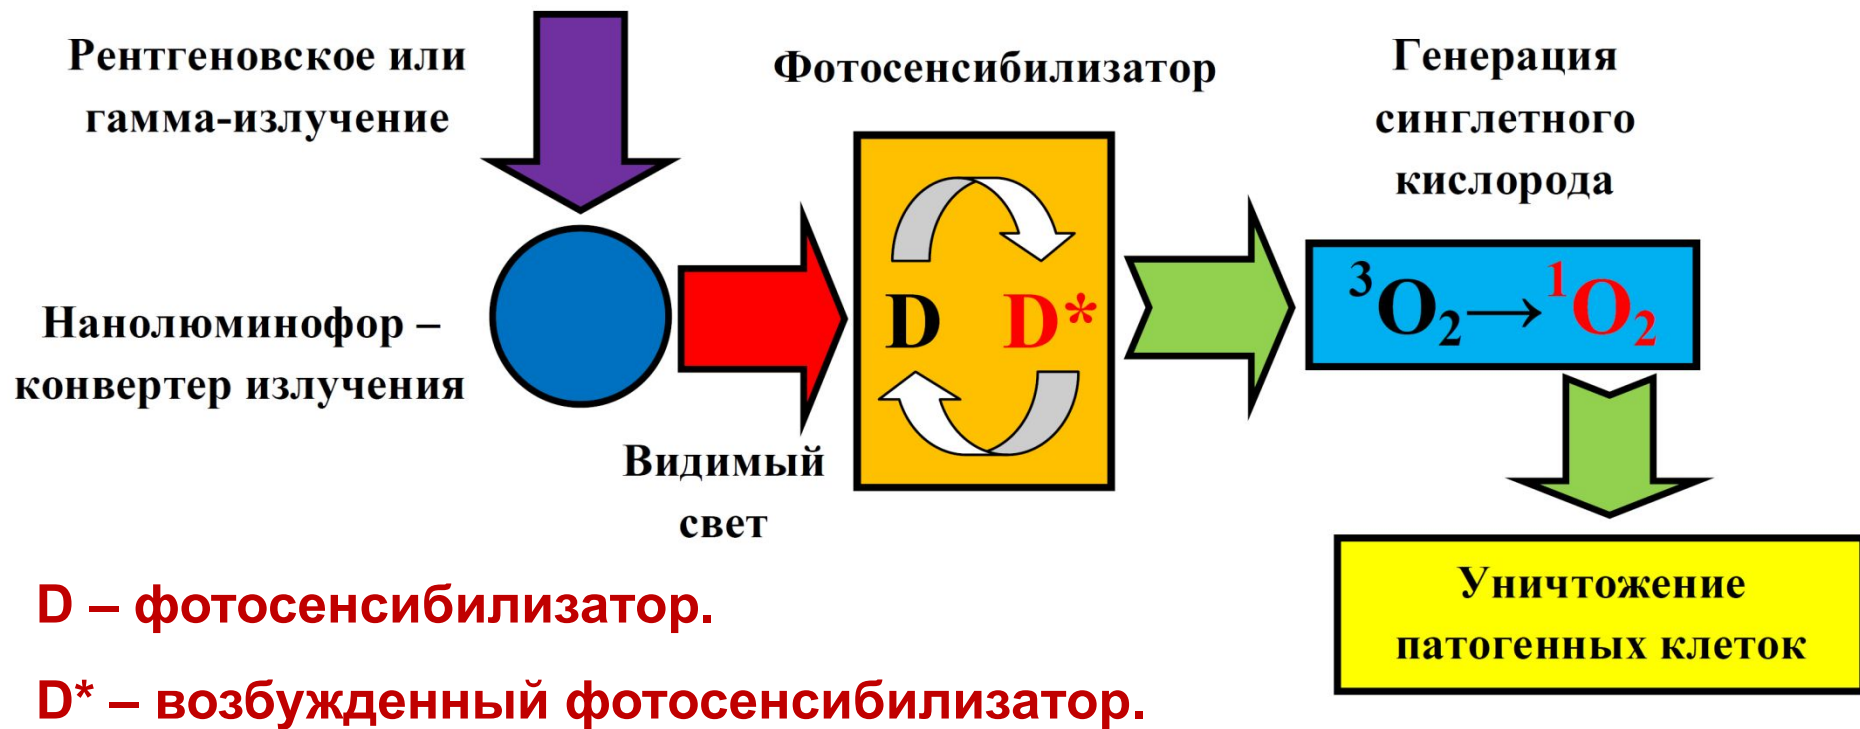 Рентгеновское или
гамма-излучение
Нанолюминофор –
конвертер излучения
Видимый
свет
Фотосенсибилизатор
D D*
Генерация
синглетного
кислорода
³O₂→¹O₂
Уничтожение
патогенных клеток
D – фотосенсибилизатор.
D* – возбужденный фотосенсибилизатор.